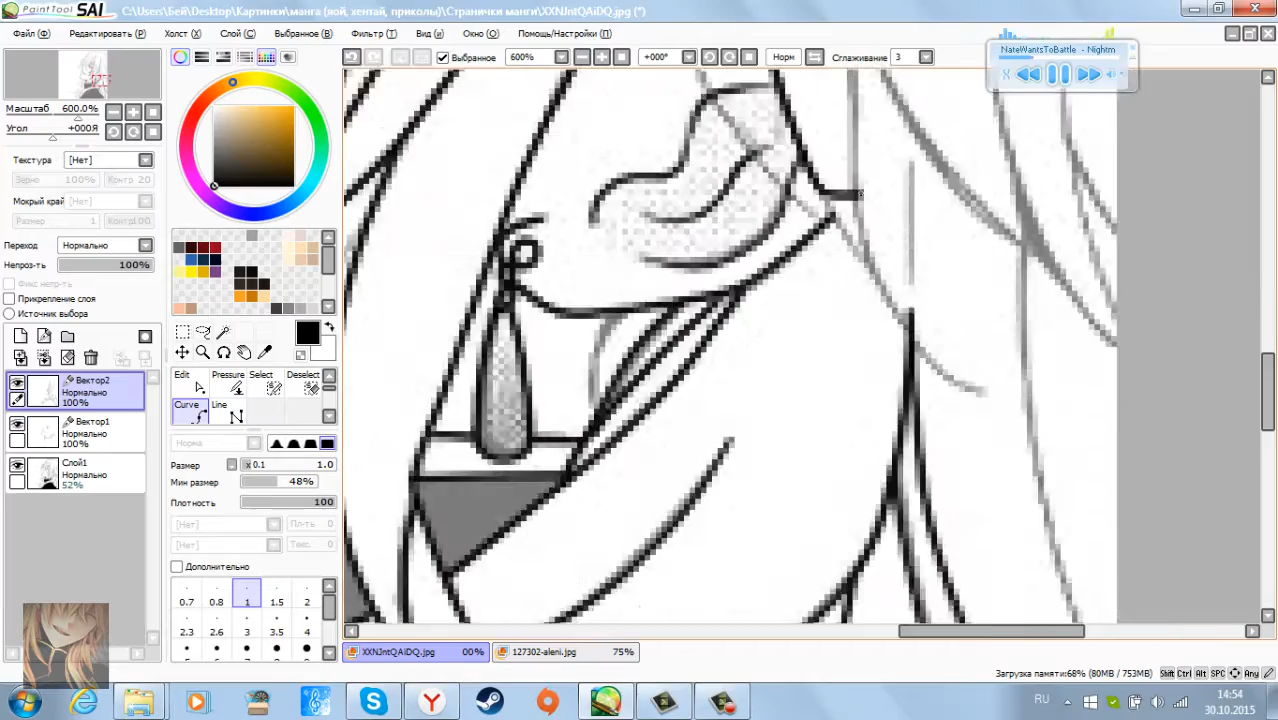 PaintTool SAI C:\Users\Бей\Desktop\Картинки\манга (яой, хентай, приколы)\Странички манги\XXNJntQAiDQ.jpg (*)
Файл (F) Редактировать (P) Холст (X) Слой (C) Выбранное (B) Фильтр (T) Вид (и) Окно (O) Помощь/Настройки (П)
Выбранное 600% +000° Норм Сглаживание 3
NateWantsToBattle - Nightm
Масштаб 600.0%
Угол +000Я
Текстура [Нет]
Зерно 100% Контр 20
Мокрый край [Нет]
Размер 1 Контр 100
Переход Нормально
Непроз-ть 100%
Фикс непр-ть
Прикрепление слоя
Источник выбора
Вектор2
Нормально
100%
Вектор1
Нормально
100%
Слой1
Нормально
52%
Edit Pressure Select Deselect
Curve Line
Норма
Размер x 0.1 1.0
Мин размер 48%
Плотность 100
[Нет] Пл-ть 0
[Нет] Текс. 0
Дополнительно
0.7 0.8 1 1.5 2
2.3 2.6 3 3.5 4
XXNJntQAiDQ.jpg 00% 127302-aleni.jpg 75%
Загрузка памяти:68% (80MB / 753MB) Shift Ctrl Alt SPC Any
RU 14:54
30.10.2015